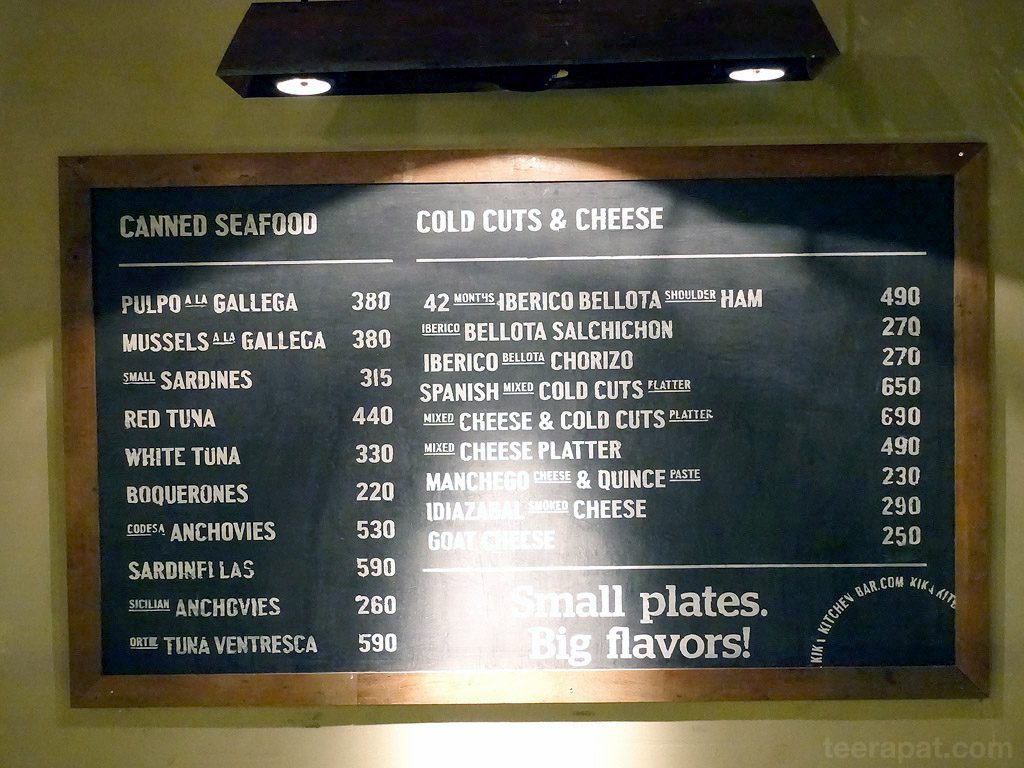 CANNED SEAFOOD
PULPO A LA GALLEGA 380
MUSSELS A LA GALLEGA 380
SMALL SARDINES 315
RED TUNA 440
WHITE TUNA 330
BOQUERONES 220
CODESA ANCHOVIES 530
SARDINELLAS 590
SICILIAN ANCHOVIES 260
ORTIZ TUNA VENTRESCA 590
COLD CUTS & CHEESE
42 MONTHS IBERICO BELLOTA SHOULDER HAM 490
IBERICO BELLOTA SALCHICHON 270
IBERICO BELLOTA CHORIZO 270
SPANISH MIXED COLD CUTS PLATTER 650
MIXED CHEESE & COLD CUTS PLATTER 690
MIXED CHEESE PLATTER 490
MANCHEGO CHEESE & QUINCE PASTE 230
IDIAZABAL SMOKED CHEESE 290
GOAT CHEESE 250
Small plates.
Big flavors!
KIKA KITCHEN BAR.COM KIKA KITE
teerapat.com